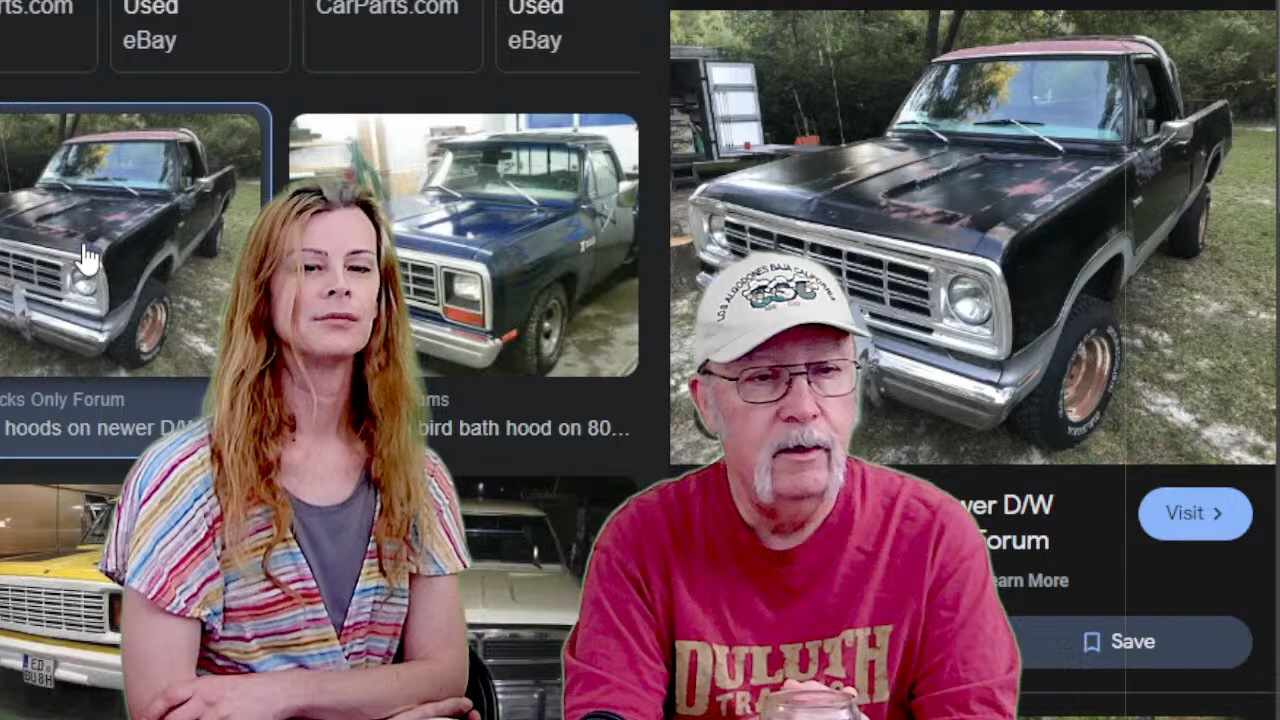 rts.com
Used
eBay
CarParts.com
Used
eBay
cks Only Forum
hoods on newer D/W
ms
bird bath hood on 80...
LOS ALGODONES BAJA CALIFORNIA
wer D/W
Forum
Visit >
earn More
Save
DULUTH
TRA